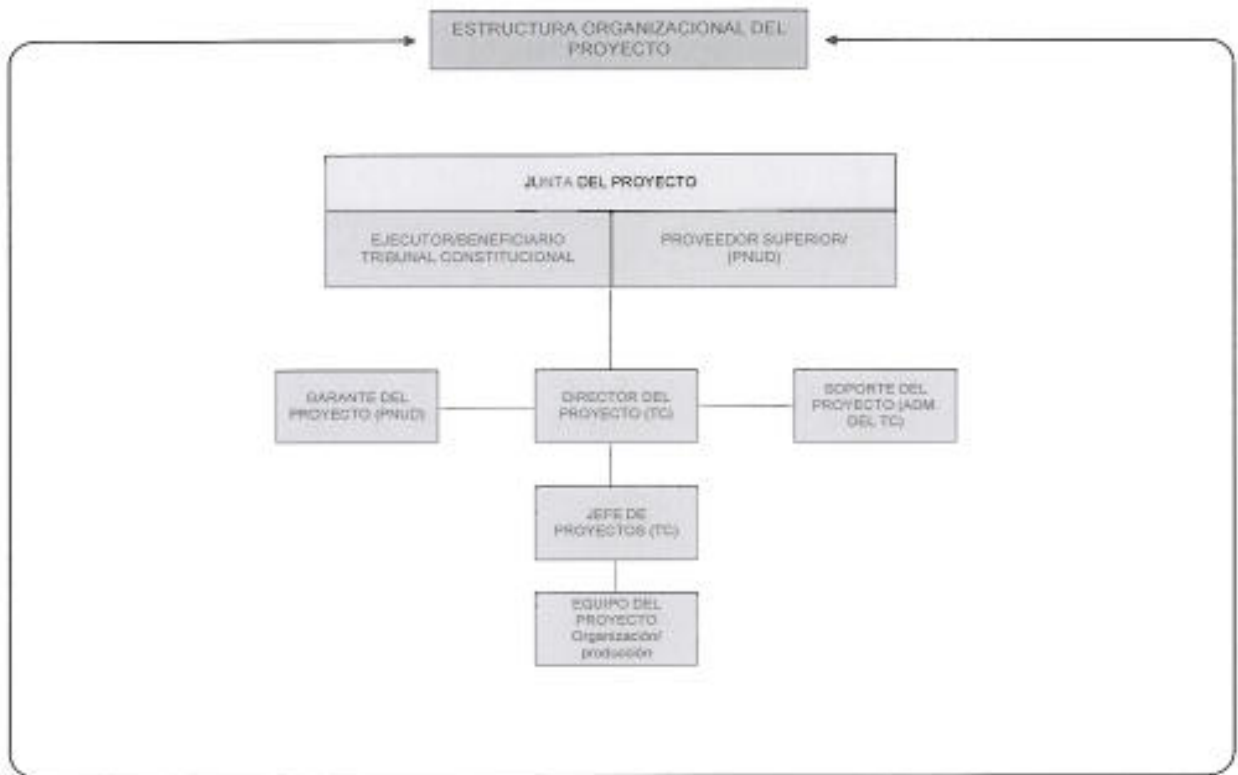 ESTRUCTURA ORGANIZACIONAL DEL
PROYECTO
JUNTA DEL PROYECTO
EJECUTOR/BENEFICIARIO
TRIBUNAL CONSTITUCIONAL
PROVEEDOR SUPERIOR/
(PNUD)
GARANTE DEL
PROYECTO (PNUD)
DIRECTOR DEL
PROYECTO (TC)
SOPORTE DEL
PROYECTO (ADM.
DEL TC)
JEFE DE
PROYECTOS (TC)
EQUIPO DEL
PROYECTO
Organización/
producción